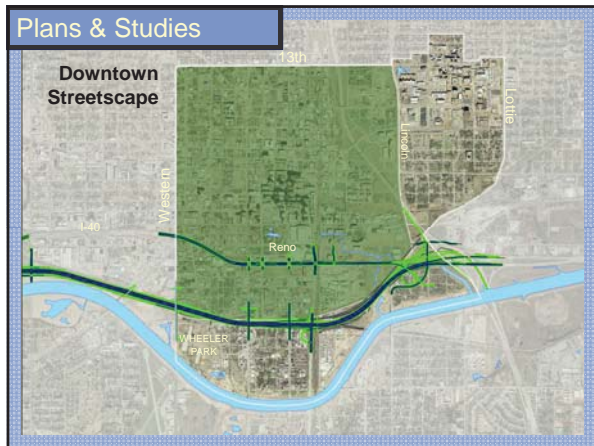 Plans & Studies
Downtown
Streetscape
13th
Lincoln
Lottie
Western
I-40
Reno
WHEELER
PARK